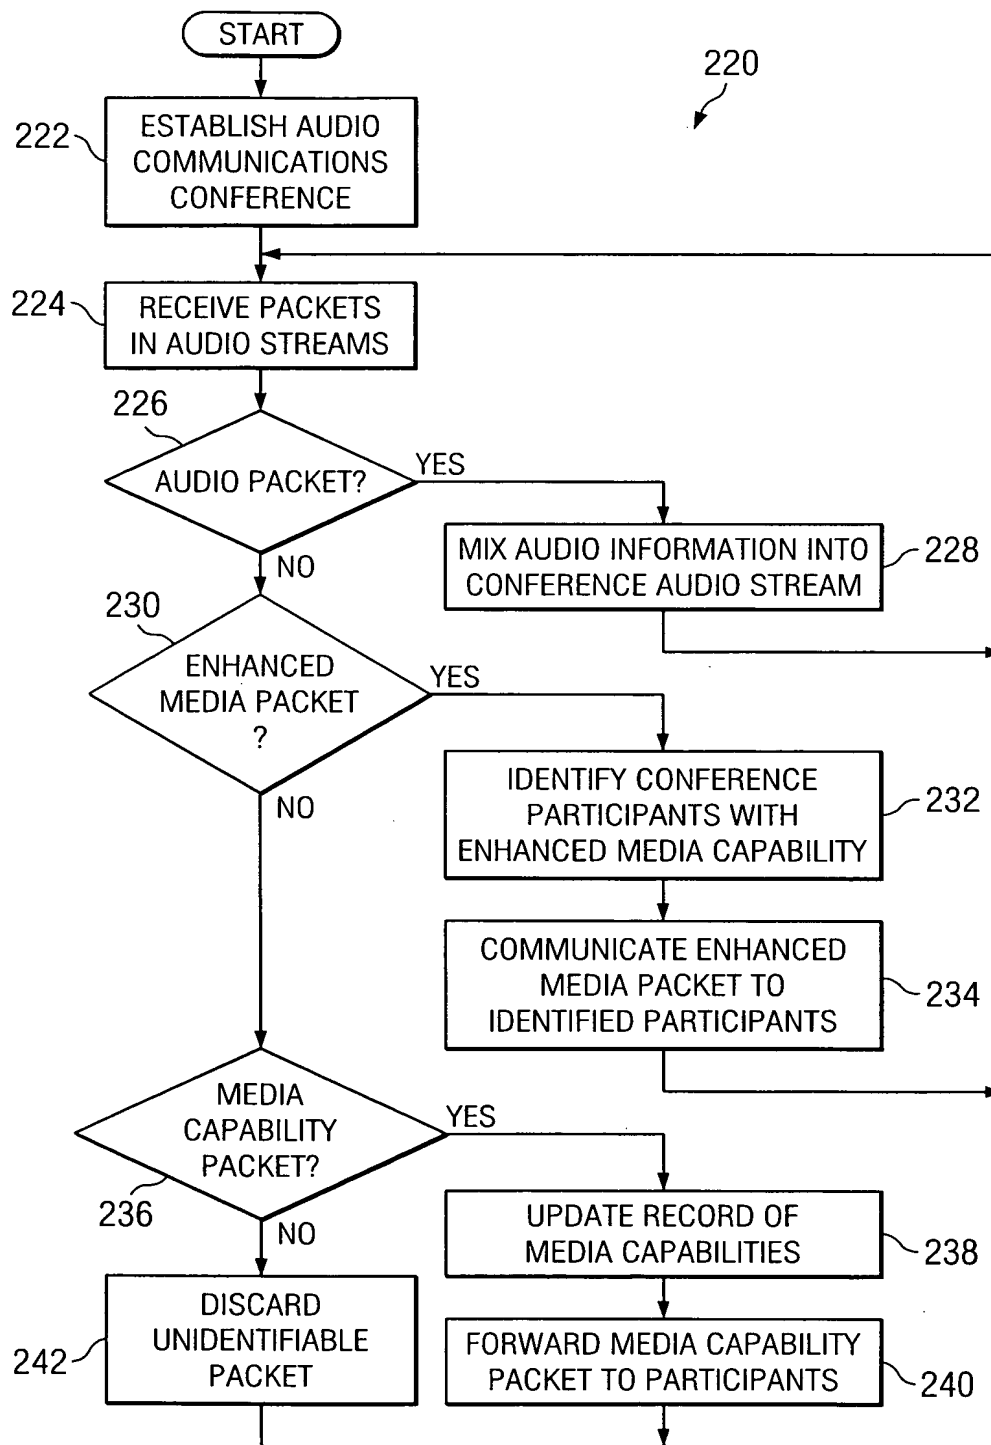 START
220
222
ESTABLISH AUDIO
COMMUNICATIONS
CONFERENCE
224
RECEIVE PACKETS
IN AUDIO STREAMS
226
AUDIO PACKET?
YES
NO
MIX AUDIO INFORMATION INTO
CONFERENCE AUDIO STREAM
228
230
ENHANCED
MEDIA PACKET
?
YES
NO
IDENTIFY CONFERENCE
PARTICIPANTS WITH
ENHANCED MEDIA CAPABILITY
232
COMMUNICATE ENHANCED
MEDIA PACKET TO
IDENTIFIED PARTICIPANTS
234
MEDIA
CAPABILITY
PACKET?
YES
236
NO
UPDATE RECORD OF
MEDIA CAPABILITIES
238
DISCARD
UNIDENTIFIABLE
PACKET
242
FORWARD MEDIA CAPABILITY
PACKET TO PARTICIPANTS
240